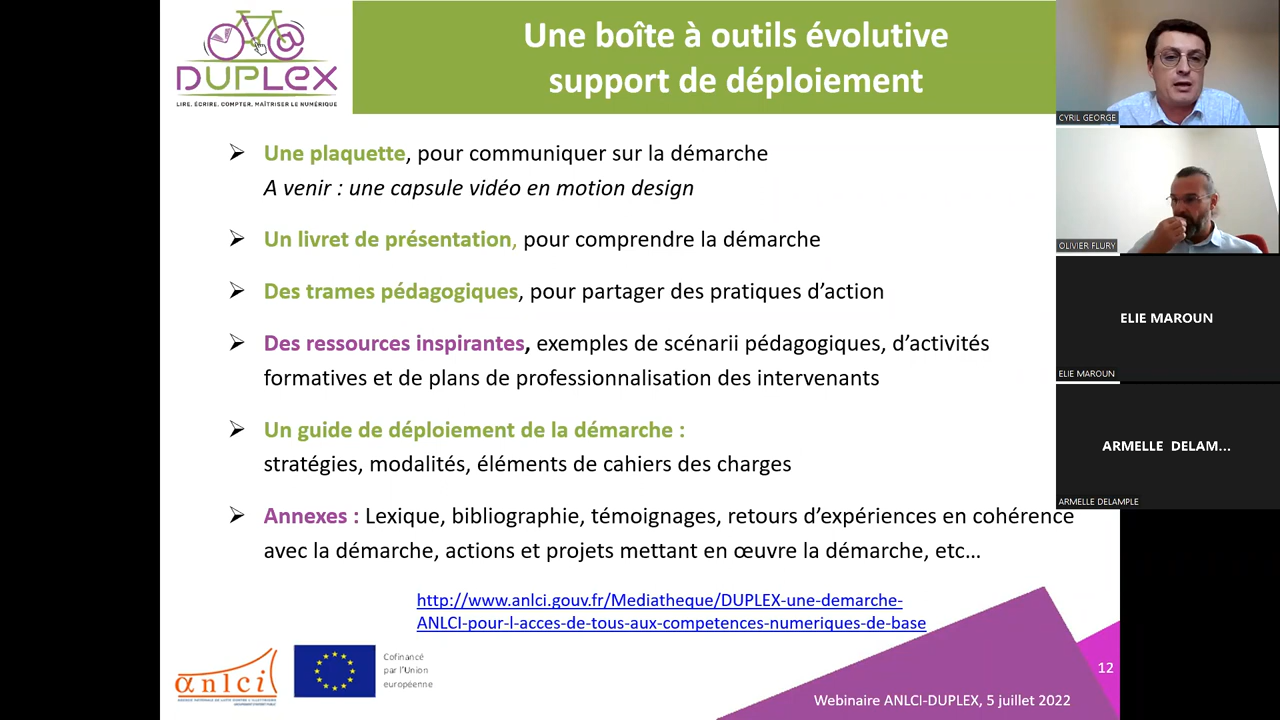 DUPLEX
LIRE, ÉCRIRE, COMPTER, MAÎTRISER LE NUMÉRIQUE
Une boîte à outils évolutive
support de déploiement
Une plaquette, pour communiquer sur la démarche
A venir : une capsule vidéo en motion design
Un livret de présentation, pour comprendre la démarche
Des trames pédagogiques, pour partager des pratiques d’action
Des ressources inspirantes, exemples de scénarii pédagogiques, d’activités
formatives et de plans de professionnalisation des intervenants
Un guide de déploiement de la démarche :
stratégies, modalités, éléments de cahiers des charges
Annexes : Lexique, bibliographie, témoignages, retours d’expériences en cohérence
avec la démarche, actions et projets mettant en œuvre la démarche, etc…
http://www.anlci.gouv.fr/Mediatheque/DUPLEX-une-demarche-
ANLCI-pour-l-acces-de-tous-aux-competences-numeriques-de-base
anlci
Cofinancé
par l’Union
européenne
12
Webinaire ANLCI-DUPLEX, 5 juillet 2022
CYRIL GEORGE
OLIVIER FLURY
ELIE MAROUN
ELIE MAROUN
ARMELLE DELAM...
ARMELLE DELAMPLE